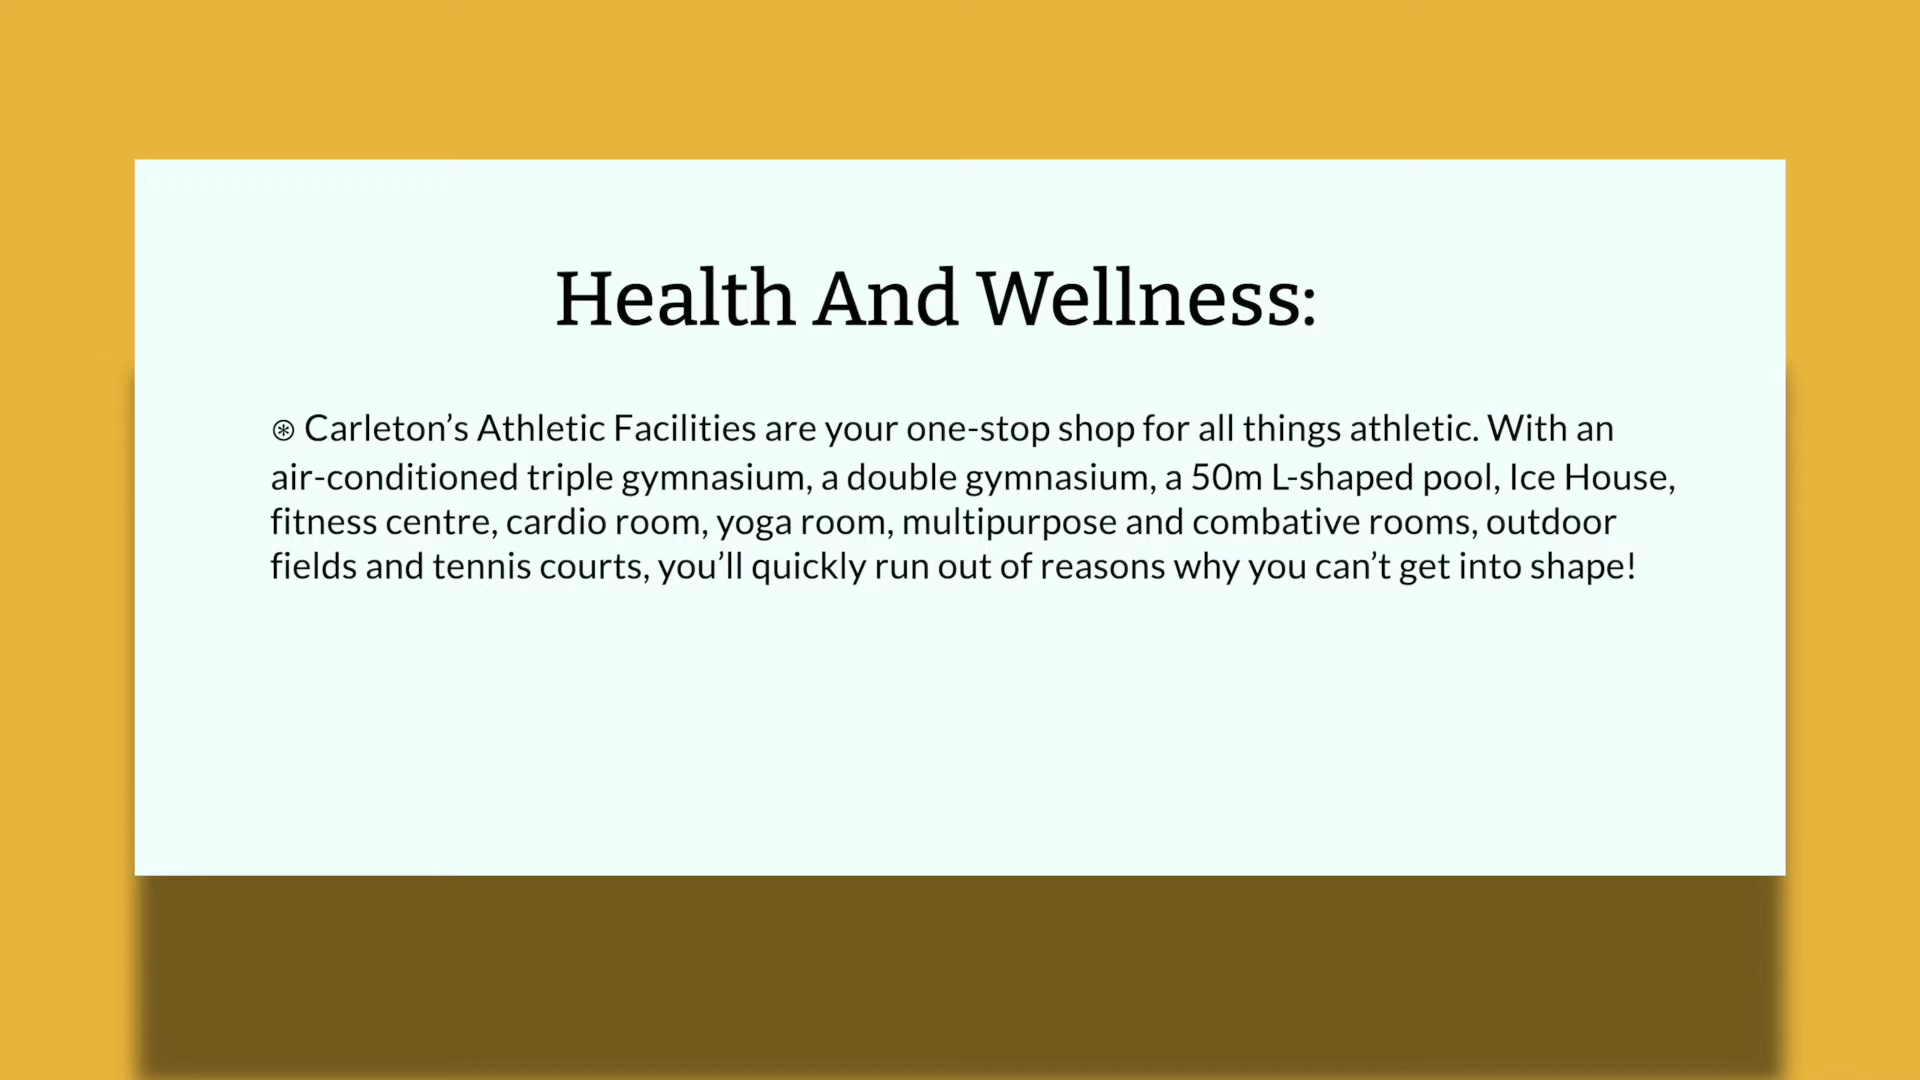 Health And Wellness:
⊛ Carleton’s Athletic Facilities are your one-stop shop for all things athletic. With an
air-conditioned triple gymnasium, a double gymnasium, a 50m L-shaped pool, Ice House,
fitness centre, cardio room, yoga room, multipurpose and combative rooms, outdoor
fields and tennis courts, you’ll quickly run out of reasons why you can’t get into shape!